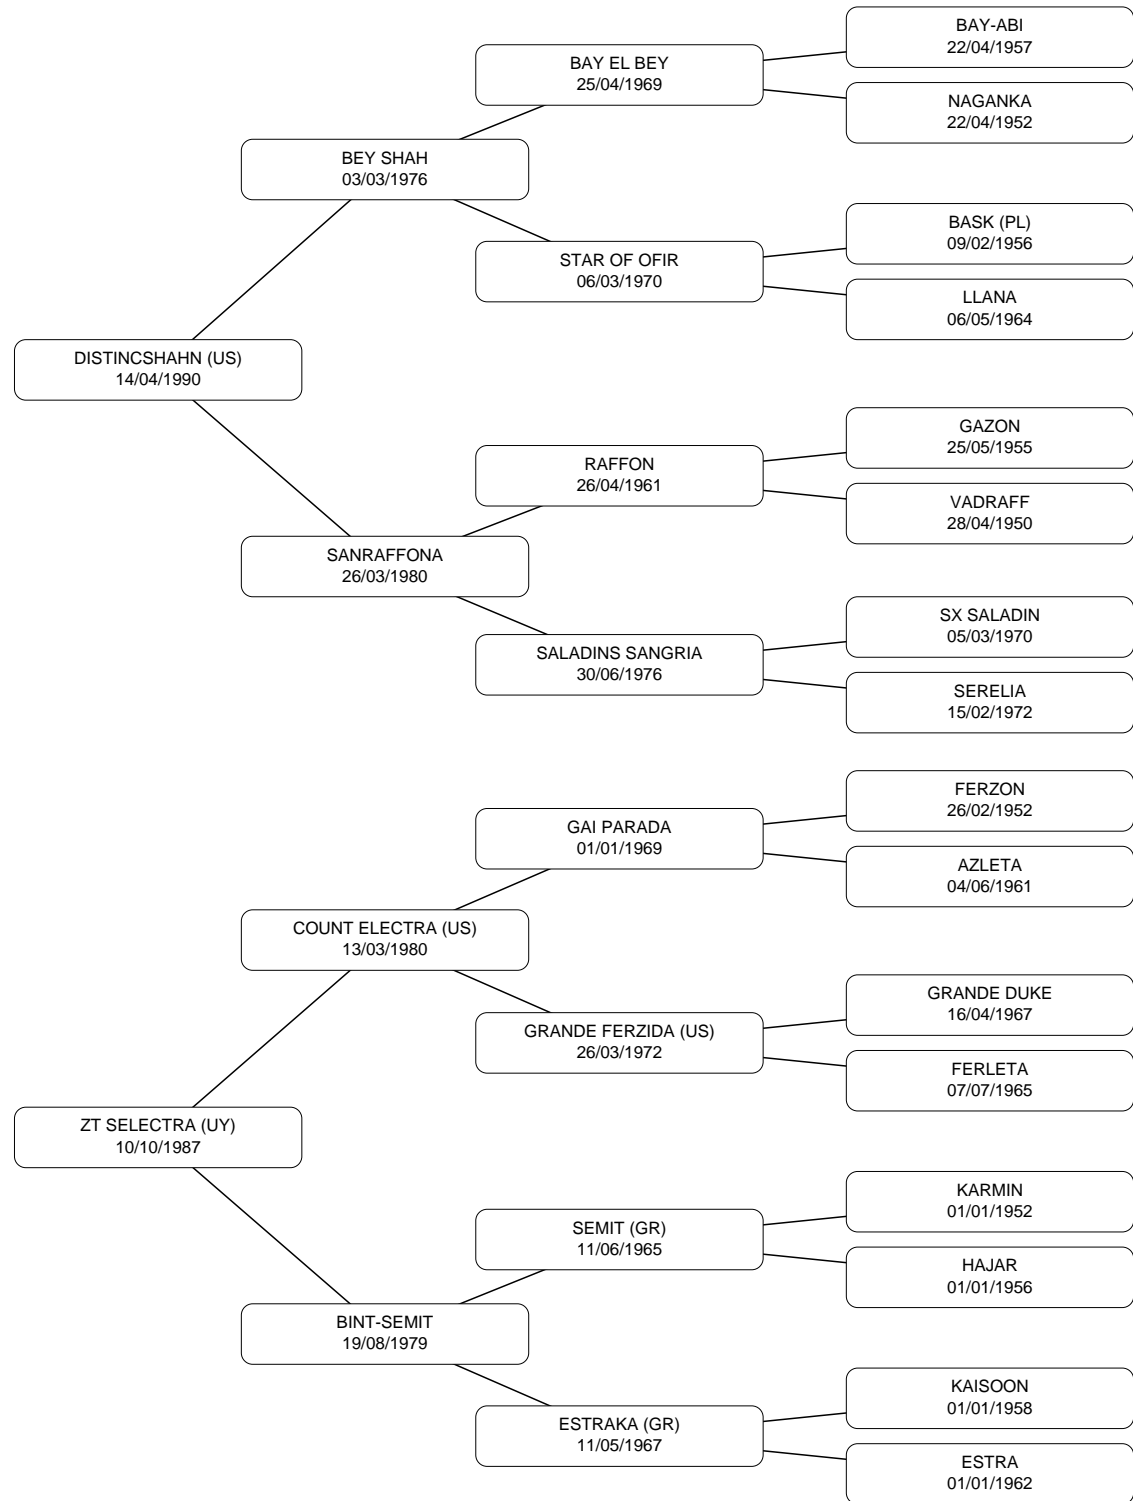 BAY-ABI
22/04/1957
BAY EL BEY
25/04/1969
NAGANKA
22/04/1952
BEY SHAH
03/03/1976
BASK (PL)
09/02/1956
STAR OF OFIR
06/03/1970
LLANA
06/05/1964
DISTINCSHAHN (US)
14/04/1990
GAZON
25/05/1955
RAFFON
26/04/1961
VADRAFF
28/04/1950
SANRAFFONA
26/03/1980
SX SALADIN
05/03/1970
SALADINS SANGRIA
30/06/1976
SERELIA
15/02/1972
FERZON
26/02/1952
GAI PARADA
01/01/1969
AZLETA
04/06/1961
COUNT ELECTRA (US)
13/03/1980
GRANDE DUKE
16/04/1967
GRANDE FERZIDA (US)
26/03/1972
FERLETA
07/07/1965
ZT SELECTRA (UY)
10/10/1987
KARMIN
01/01/1952
SEMIT (GR)
11/06/1965
HAJAR
01/01/1956
BINT-SEMIT
19/08/1979
KAISOON
01/01/1958
ESTRAKA (GR)
11/05/1967
ESTRA
01/01/1962